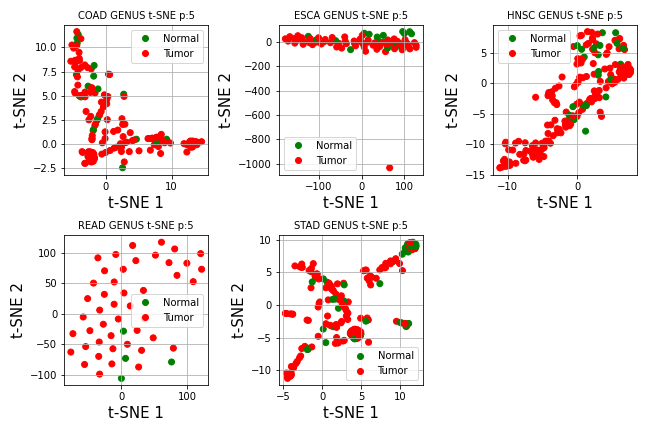 COAD GENUS t-SNE p:5
10.0
7.5
5.0
2.5
0.0
−2.5
0
10
t-SNE 1
t-SNE 2
Normal
Tumor
ESCA GENUS t-SNE p:5
0
−200
−400
−600
−800
−1000
−100
0
100
t-SNE 1
t-SNE 2
Normal
Tumor
HNSC GENUS t-SNE p:5
5
0
−5
−10
−15
−10
0
t-SNE 1
t-SNE 2
Normal
Tumor
READ GENUS t-SNE p:5
100
50
0
−50
−100
0
100
t-SNE 1
t-SNE 2
Normal
Tumor
STAD GENUS t-SNE p:5
10
5
0
−5
−10
−5
0
5
10
t-SNE 1
t-SNE 2
Normal
Tumor